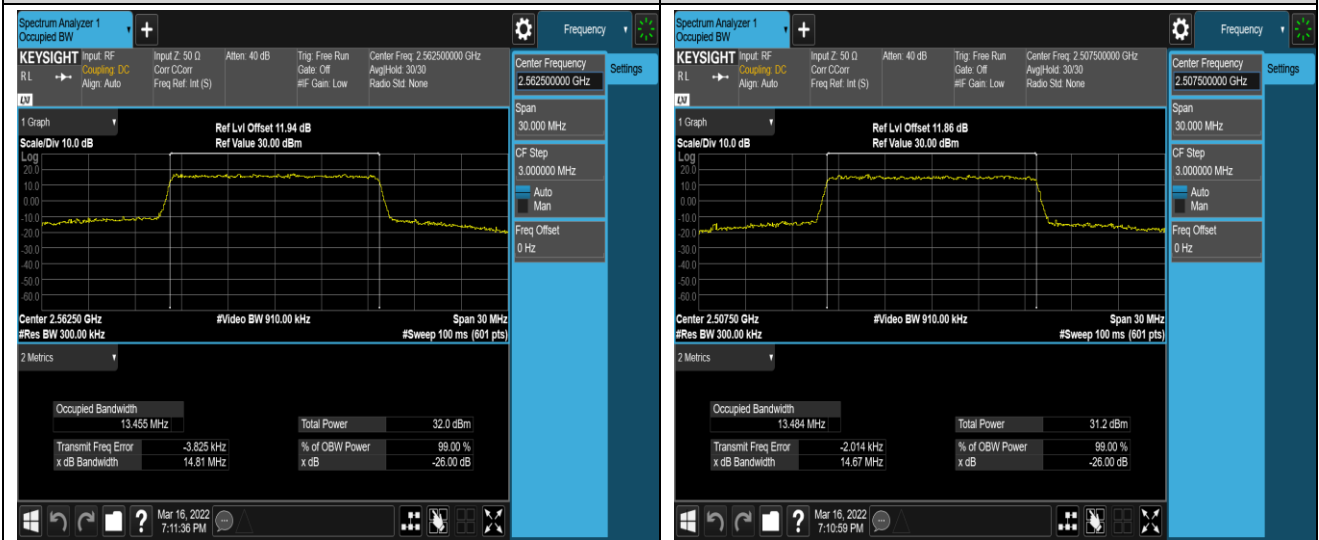 Spectrum Analyzer 1
Occupied BW
+
Frequency
KEYSIGHT Input: RF Input Z: 50 Ω Atten: 40 dB Trig: Free Run Center Freq: 2.562500000 GHz
R L Coupling: DC Corr CCorr Gate: Off Avg|Hold: 30/30
Align: Auto Freq Ref: Int (S) #IF Gain: Low Radio Std: None
LXI
Center Frequency
2.562500000 GHz
Settings
Span
30.000 MHz
CF Step
3.000000 MHz
Auto
Man
Freq Offset
0 Hz
1 Graph
Ref Lvl Offset 11.94 dB
Scale/Div 10.0 dB Ref Value 30.00 dBm
Log
20.0
10.0
0.00
-10.0
-20.0
-30.0
-40.0
-50.0
-60.0
Center 2.56250 GHz #Video BW 910.00 kHz Span 30 MHz
#Res BW 300.00 kHz #Sweep 100 ms (601 pts)
2 Metrics
Occupied Bandwidth
13.455 MHz Total Power 32.0 dBm
Transmit Freq Error -3.825 kHz % of OBW Power 99.00 %
x dB Bandwidth 14.81 MHz x dB -26.00 dB
? Mar 16, 2022
7:11:36 PM
Spectrum Analyzer 1
Occupied BW
+
Frequency
KEYSIGHT Input: RF Input Z: 50 Ω Atten: 40 dB Trig: Free Run Center Freq: 2.507500000 GHz
R L Coupling: DC Corr CCorr Gate: Off Avg|Hold: 30/30
Align: Auto Freq Ref: Int (S) #IF Gain: Low Radio Std: None
LXI
Center Frequency
2.507500000 GHz
Settings
Span
30.000 MHz
CF Step
3.000000 MHz
Auto
Man
Freq Offset
0 Hz
1 Graph
Ref Lvl Offset 11.86 dB
Scale/Div 10.0 dB Ref Value 30.00 dBm
Log
20.0
10.0
0.00
-10.0
-20.0
-30.0
-40.0
-50.0
-60.0
Center 2.50750 GHz #Video BW 910.00 kHz Span 30 MHz
#Res BW 300.00 kHz #Sweep 100 ms (601 pts)
2 Metrics
Occupied Bandwidth
13.484 MHz Total Power 31.2 dBm
Transmit Freq Error -2.014 kHz % of OBW Power 99.00 %
x dB Bandwidth 14.67 MHz x dB -26.00 dB
? Mar 16, 2022
7:10:59 PM